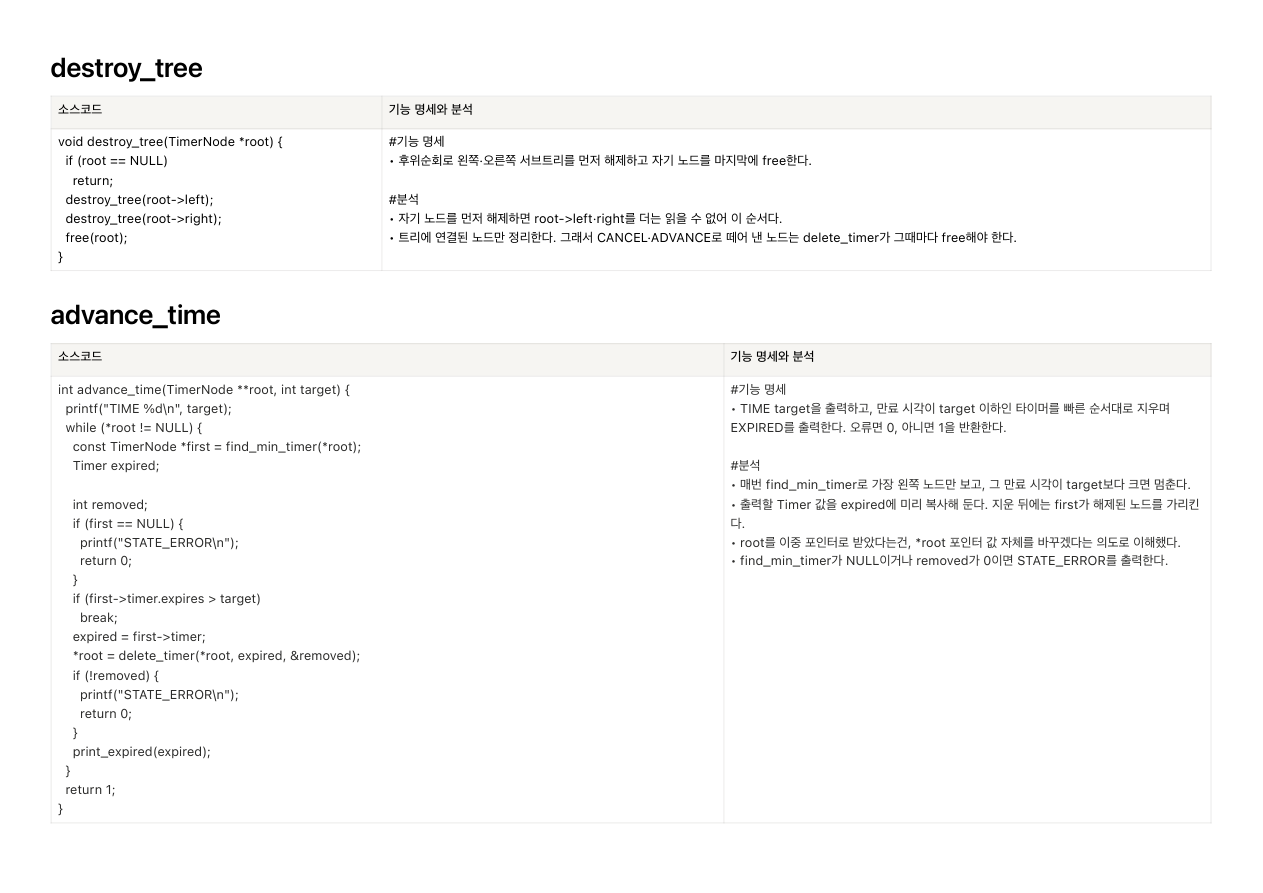 destroy_tree
소스코드
기능 명세와 분석
void destroy_tree(TimerNode *root) {
if (root == NULL)
return;
destroy_tree(root->left);
destroy_tree(root->right);
free(root);
}
#기능 명세
• 후위순회로 왼쪽·오른쪽 서브트리를 먼저 해제하고 자기 노드를 마지막에 free한다.
#분석
• 자기 노드를 먼저 해제하면 root->left·right를 더는 읽을 수 없어 이 순서다.
• 트리에 연결된 노드만 정리한다. 그래서 CANCEL·ADVANCE로 떼어 낸 노드는 delete_timer가 그때마다 free해야 한다.
advance_time
소스코드
기능 명세와 분석
int advance_time(TimerNode **root, int target) {
printf("TIME %d\n", target);
while (*root != NULL) {
const TimerNode *first = find_min_timer(*root);
Timer expired;
int removed;
if (first == NULL) {
printf("STATE_ERROR\n");
return 0;
}
if (first->timer.expires > target)
break;
expired = first->timer;
*root = delete_timer(*root, expired, &removed);
if (!removed) {
printf("STATE_ERROR\n");
return 0;
}
print_expired(expired);
}
return 1;
}
#기능 명세
• TIME target을 출력하고, 만료 시각이 target 이하인 타이머를 빠른 순서대로 지우며
EXPIRED를 출력한다. 오류면 0, 아니면 1을 반환한다.
#분석
• 매번 find_min_timer로 가장 왼쪽 노드만 보고, 그 만료 시각이 target보다 크면 멈춘다.
• 출력할 Timer 값을 expired에 미리 복사해 둔다. 지운 뒤에는 first가 해제된 노드를 가리킨
다.
• root를 이중 포인터로 받았다는건, *root 포인터 값 자체를 바꾸겠다는 의도로 이해했다.
• find_min_timer가 NULL이거나 removed가 0이면 STATE_ERROR를 출력한다.